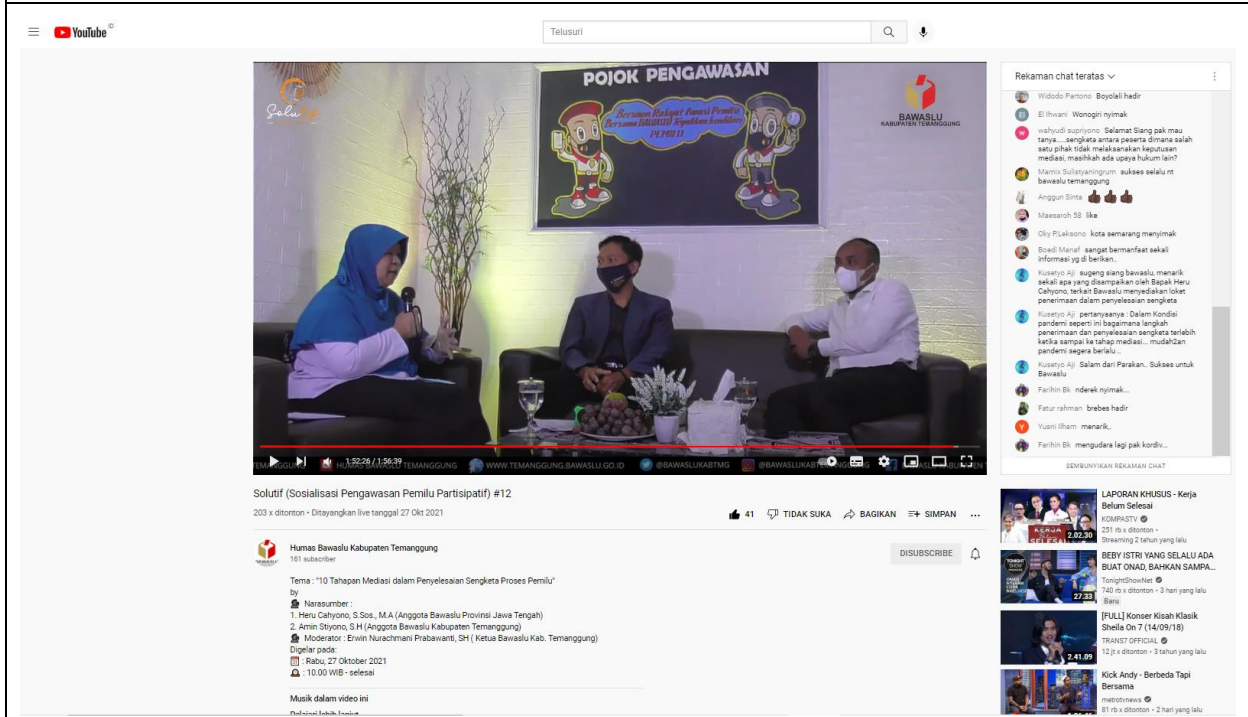 YouTube ID
Telusuri
Solutif
POJOK PENGAWASAN
Bersama Rakyat Awasi Pemilu
Bersama BAWASLU Tegakkan Keadilan
PEMILU
BAWASLU
KABUPATEN TEMANGGUNG
1:52:26 / 1:56:39
HUMAS BAWASLU TEMANGGUNG
WWW.TEMANGGUNG.BAWASLU.GO.ID
@BAWASLUKABTMG
Solutif (Sosialisasi Pengawasan Pemilu Partisipatif) #12
203 x ditonton • Ditayangkan live tanggal 27 Okt 2021
41 TIDAK SUKA BAGIKAN SIMPAN ...
Humas Bawaslu Kabupaten Temanggung
161 subscriber
DISUBSCRIBE
Tema : "10 Tahapan Mediasi dalam Penyelesaian Sengketa Proses Pemilu"
by
Narasumber :
1. Heru Cahyono, S.Sos., M.A (Anggota Bawaslu Provinsi Jawa Tengah)
2. Amin Stiyono, S.H (Anggota Bawaslu Kabupaten Temanggung)
Moderator : Erwin Nurachmani Prabawanti, SH ( Ketua Bawaslu Kab. Temanggung)
Digelar pada:
: Rabu, 27 Oktober 2021
: 10.00 WIB - selesai
Musik dalam video ini
Pelajari lebih lanjut
Rekaman chat teratas
Widodo Partono Boyolali hadir
El Ihwani Wonogiri nyimak
wahyudi supriyono Selamat Siang pak mau
tanya.....sengketa antara peserta dimana salah
satu pihak tidak melaksanakan keputusan
mediasi, masihkah ada upaya hukum lain?
Mamix Sulistyaningrum sukses selalu nt
bawaslu temanggung
Anggun Sinta
Maesaroh 58 like
Oky P.Laksono kota semarang menyimak
Boedi Manaf sangat bermanfaat sekali
informasi yg di berikan..
Kusetyo Aji sugeng siang bawaslu, menarik
sekali apa yang disampaikan oleh Bapak Heru
Cahyono, terkait Bawaslu menyediakan loket
penerimaan dalam penyelesaian sengketa
Kusetyo Aji pertanyaanya : Dalam Kondisi
pandemi seperti ini bagaimana langkah
penerimaan dan penyelesaian sengketa terlebih
ketika sampai ke tahap mediasi... mudah2an
pandemi segera berlalu ..
Kusetyo Aji Salam dari Parakan.. Sukses untuk
Bawaslu
Farihin Bk nderek nyimak...
Fatur rahman brebes hadir
Yusni Ilham menarik,.
Farihin Bk mengudara lagi pak kordiv...
SEMBUNYIKAN REKAMAN CHAT
2.02.30
LAPORAN KHUSUS - Kerja
Belum Selesai
KOMPASTV
251 rb x ditonton •
Streaming 2 tahun yang lalu
27.33
BEBY ISTRI YANG SELALU ADA
BUAT ONAD, BAHKAN SAMPA...
TonightShowNet
740 rb x ditonton • 3 hari yang lalu
Baru
2.41.09
[FULL] Konser Kisah Klasik
Sheila On 7 (14/09/18)
TRANS7 OFFICIAL
12 jt x ditonton • 3 tahun yang lalu
Kick Andy - Berbeda Tapi
Bersama
metrotvnews
81 rb x ditonton • 2 hari yang lalu